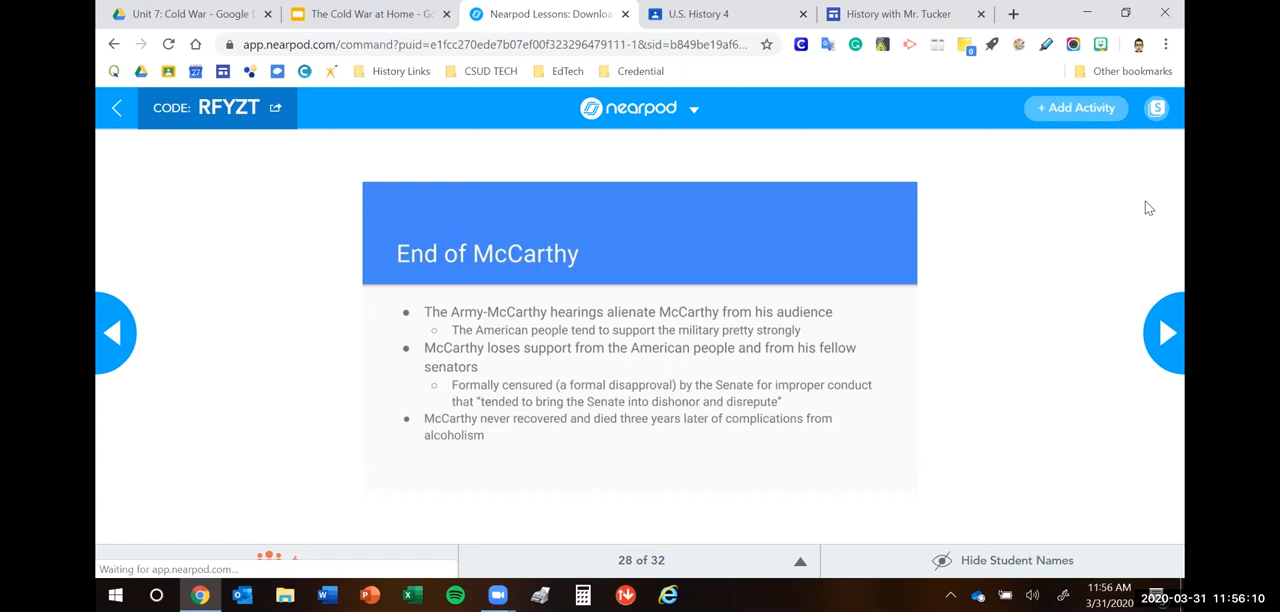 Unit 7: Cold War - Google D
The Cold War at Home - Go
Nearpod Lessons: Downloa
U.S. History 4
History with Mr. Tucker
app.nearpod.com/command?puid=e1fcc270ede7b07ef00f323296479111-1&sid=b849be19af6...
0
27
History Links
CSUD TECH
EdTech
Credential
Other bookmarks
CODE: RFYZT
nearpod
+ Add Activity
S
End of McCarthy
● The Army-McCarthy hearings alienate McCarthy from his audience
○ The American people tend to support the military pretty strongly
● McCarthy loses support from the American people and from his fellow
senators
○ Formally censured (a formal disapproval) by the Senate for improper conduct
that “tended to bring the Senate into dishonor and disrepute”
● McCarthy never recovered and died three years later of complications from
alcoholism
28 of 32
Hide Student Names
Waiting for app.nearpod.com...
11:56 AM
3/31/2020
2020-03-31 11:56:10